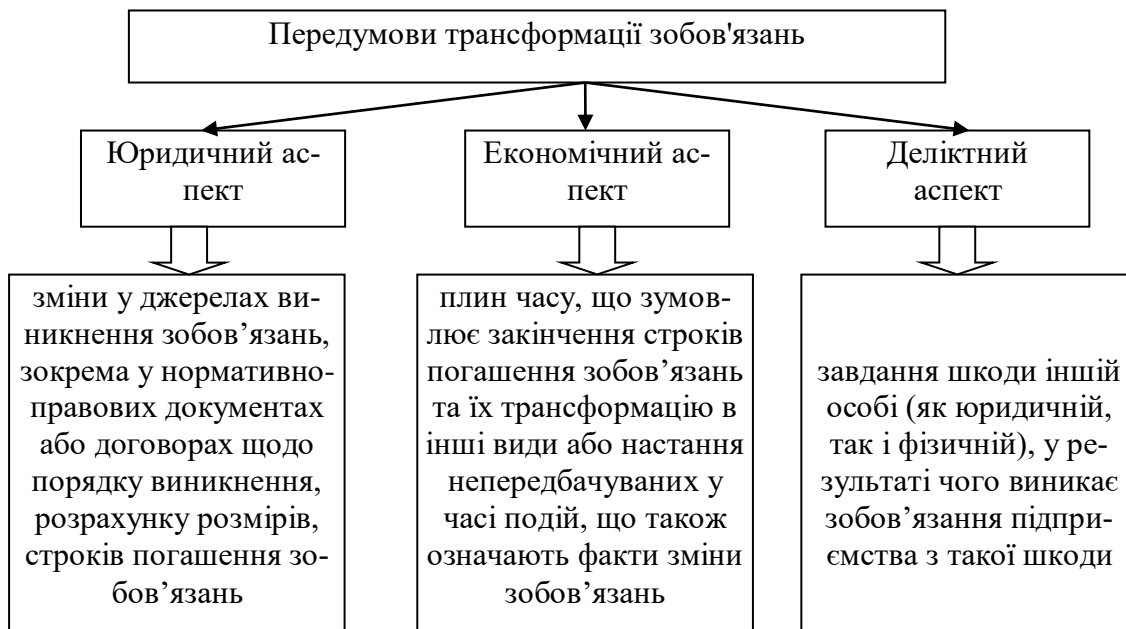 Передумови трансформації зобов'язань
Юридичний ас-
пект
Економічний ас-
пект
Деліктний
аспект
зміни у джерелах ви-
никнення зобов’язань,
зокрема у нормативно-
правових документах
або договорах щодо
порядку виникнення,
розрахунку розмірів,
строків погашення зо-
бов’язань
плин часу, що зумов-
лює закінчення строків
погашення зобов’язань
та їх трансформацію в
інші види або настання
непередбачуваних у
часі подій, що також
означають факти зміни
зобов’язань
завдання шкоди іншій
особі (як юридичній,
так і фізичній), у ре-
зультаті чого виникає
зобов’язання підпри-
ємства з такої шкоди